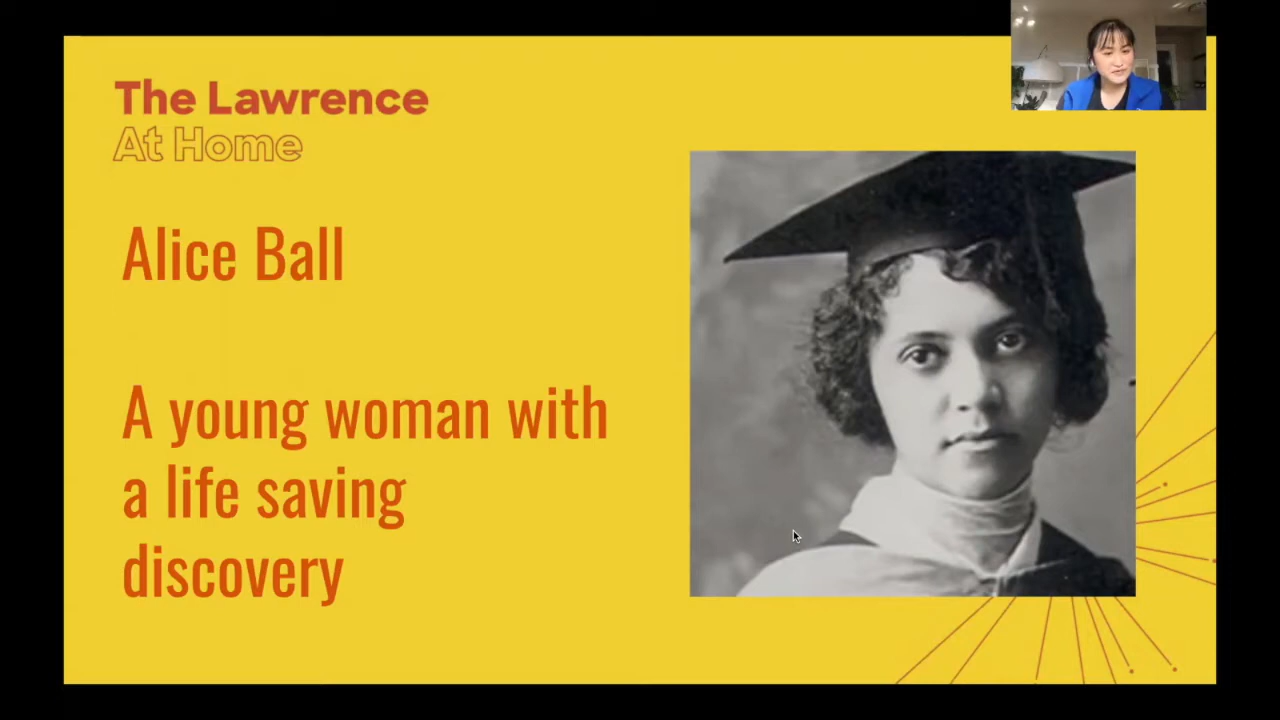 The Lawrence
At Home
Alice Ball
A young woman with
a life saving
discovery